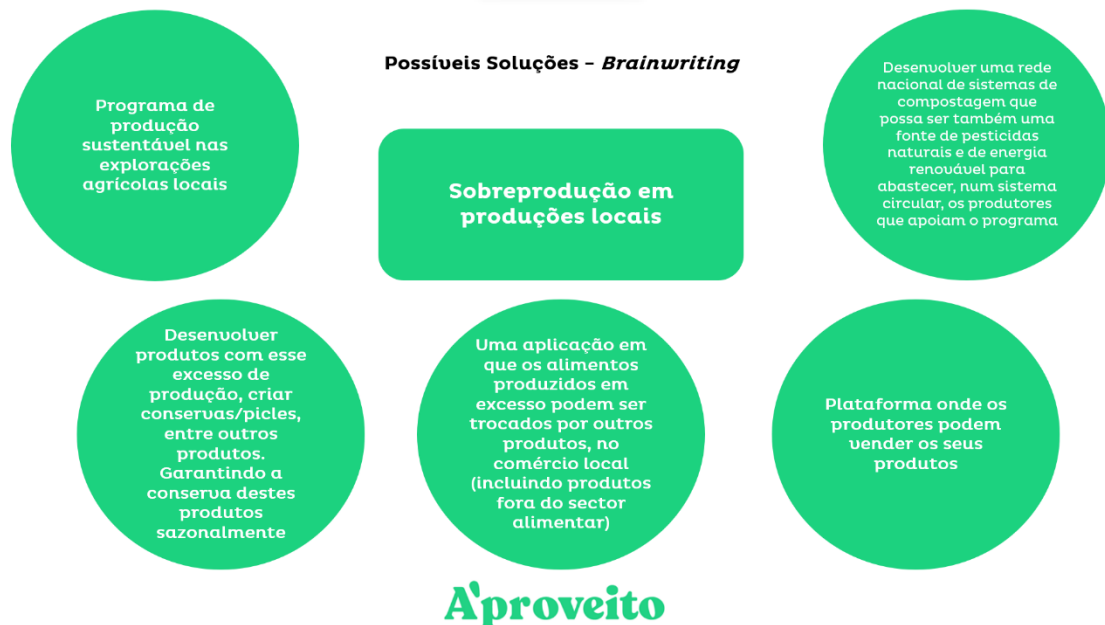 Possíveis Soluções – Brainwriting
Programa de
produção
sustentável nas
explorações
agrícolas locais
Sobreprodução em
produções locais
Desenvolver uma rede
nacional de sistemas de
compostagem que
possa ser também uma
fonte de pesticidas
naturais e de energia
renovável para
abastecer, num sistema
circular, os produtores
que apoiam o programa
Desenvolver
produtos com esse
excesso de
produção, criar
conservas/picles,
entre outros
produtos.
Garantindo a
conserva destes
produtos
sazonalmente
Uma aplicação em
que os alimentos
produzidos em
excesso podem ser
trocados por outros
produtos, no
comércio local
(incluindo produtos
fora do sector
alimentar)
Plataforma onde os
produtores podem
vender os seus
produtos
A'proveito